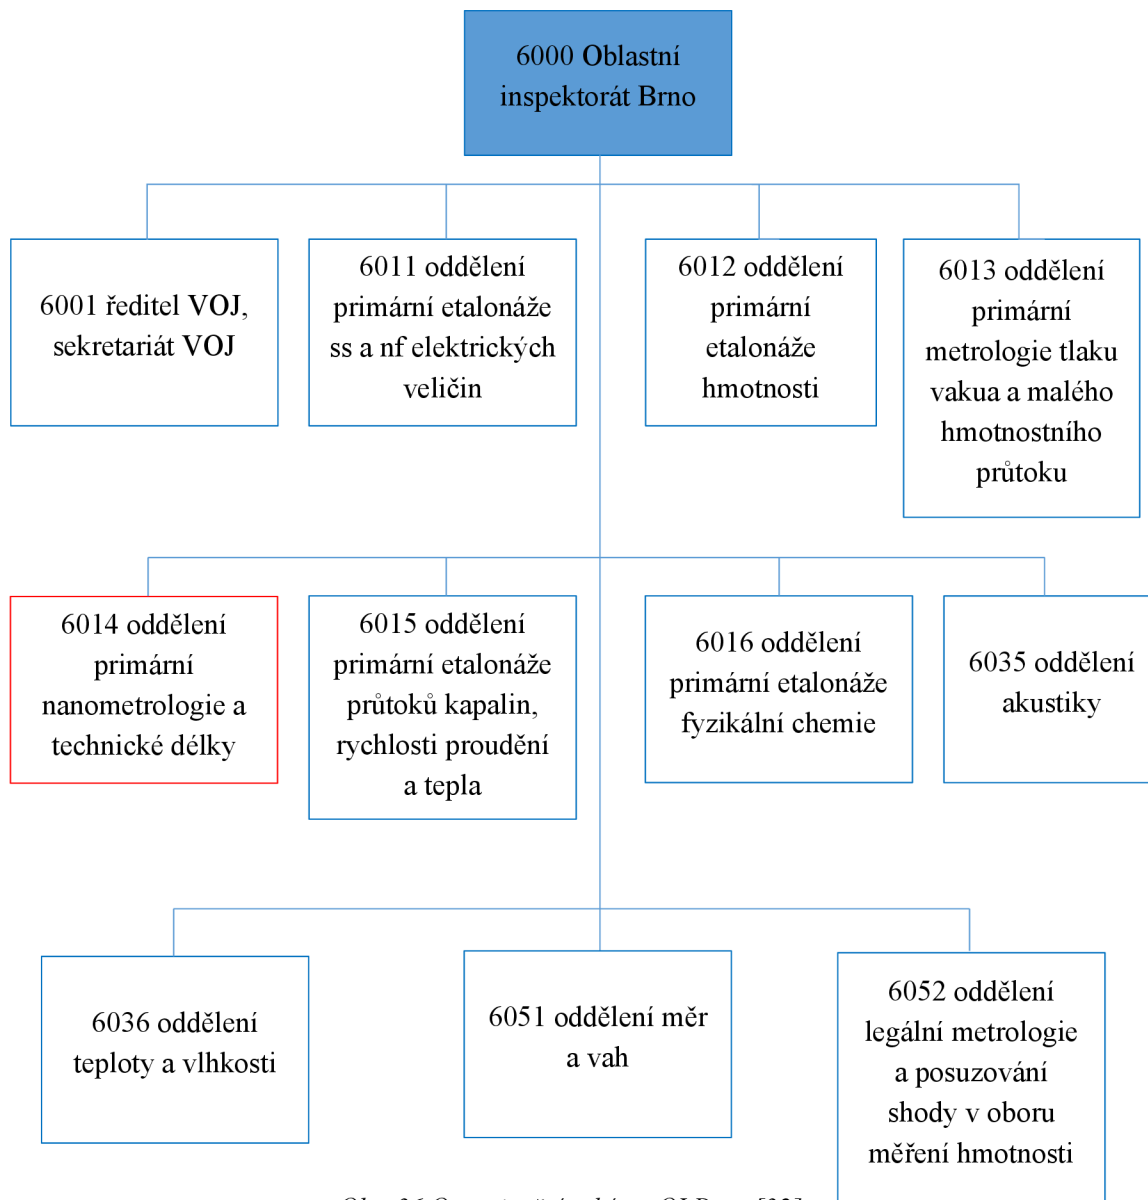 6000 Oblastní
inspektorát Brno
6001 ředitel VOJ,
sekretariát VOJ
6011 oddělení
primární etalonáže
ss a nf elektrických
veličin
6012 oddělení
primární
etalonáže
hmotnosti
6013 oddělení
primární
metrologie tlaku
vakua a malého
hmotnostního
průtoku
6014 oddělení
primární
nanometrologie a
technické délky
6015 oddělení
primární etalonáže
průtoků kapalin,
rychlosti proudění
a tepla
6016 oddělení
primární etalonáže
fyzikální chemie
6035 oddělení
akustiky
6036 oddělení
teploty a vlhkosti
6051 oddělení měr
a vah
6052 oddělení
legální metrologie
a posuzování
shody v oboru
měření hmotnosti